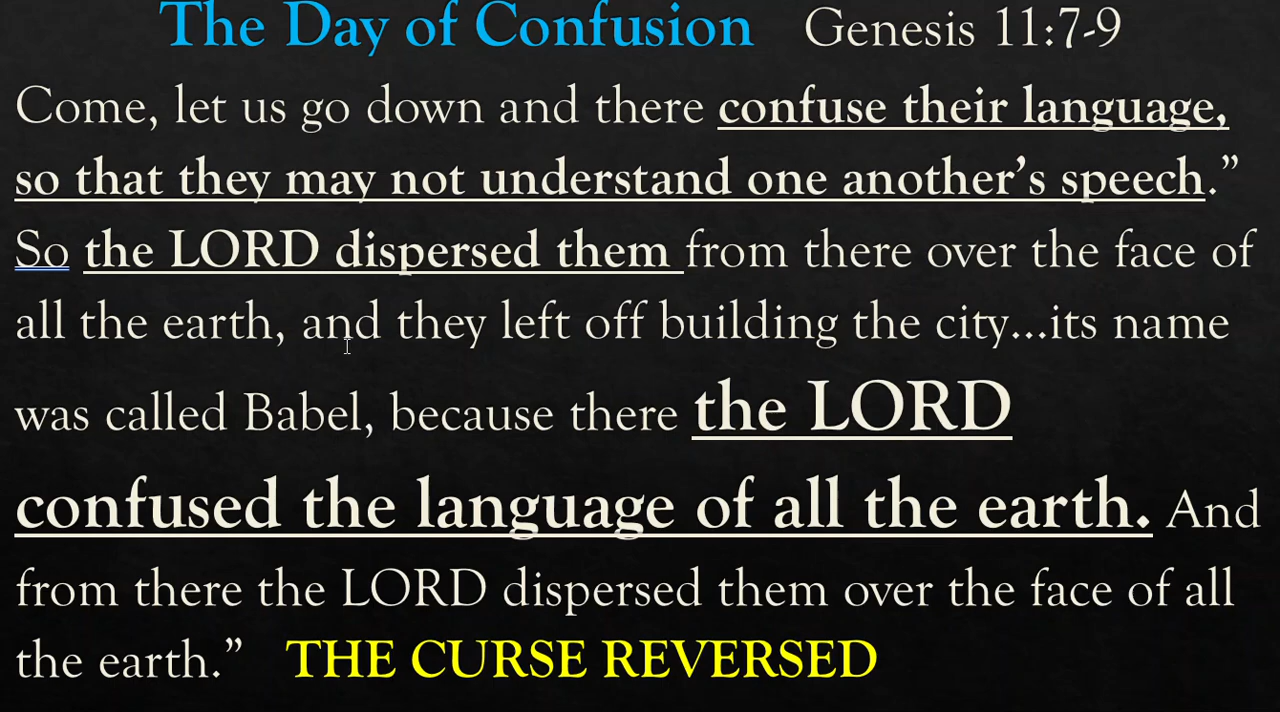 The Day of Confusion Genesis 11:7-9
Come, let us go down and there confuse their language,
so that they may not understand one another’s speech.”
So the LORD dispersed them from there over the face of
all the earth, and they left off building the city…its name
was called Babel, because there the LORD
confused the language of all the earth. And
from there the LORD dispersed them over the face of all
the earth.” THE CURSE REVERSED